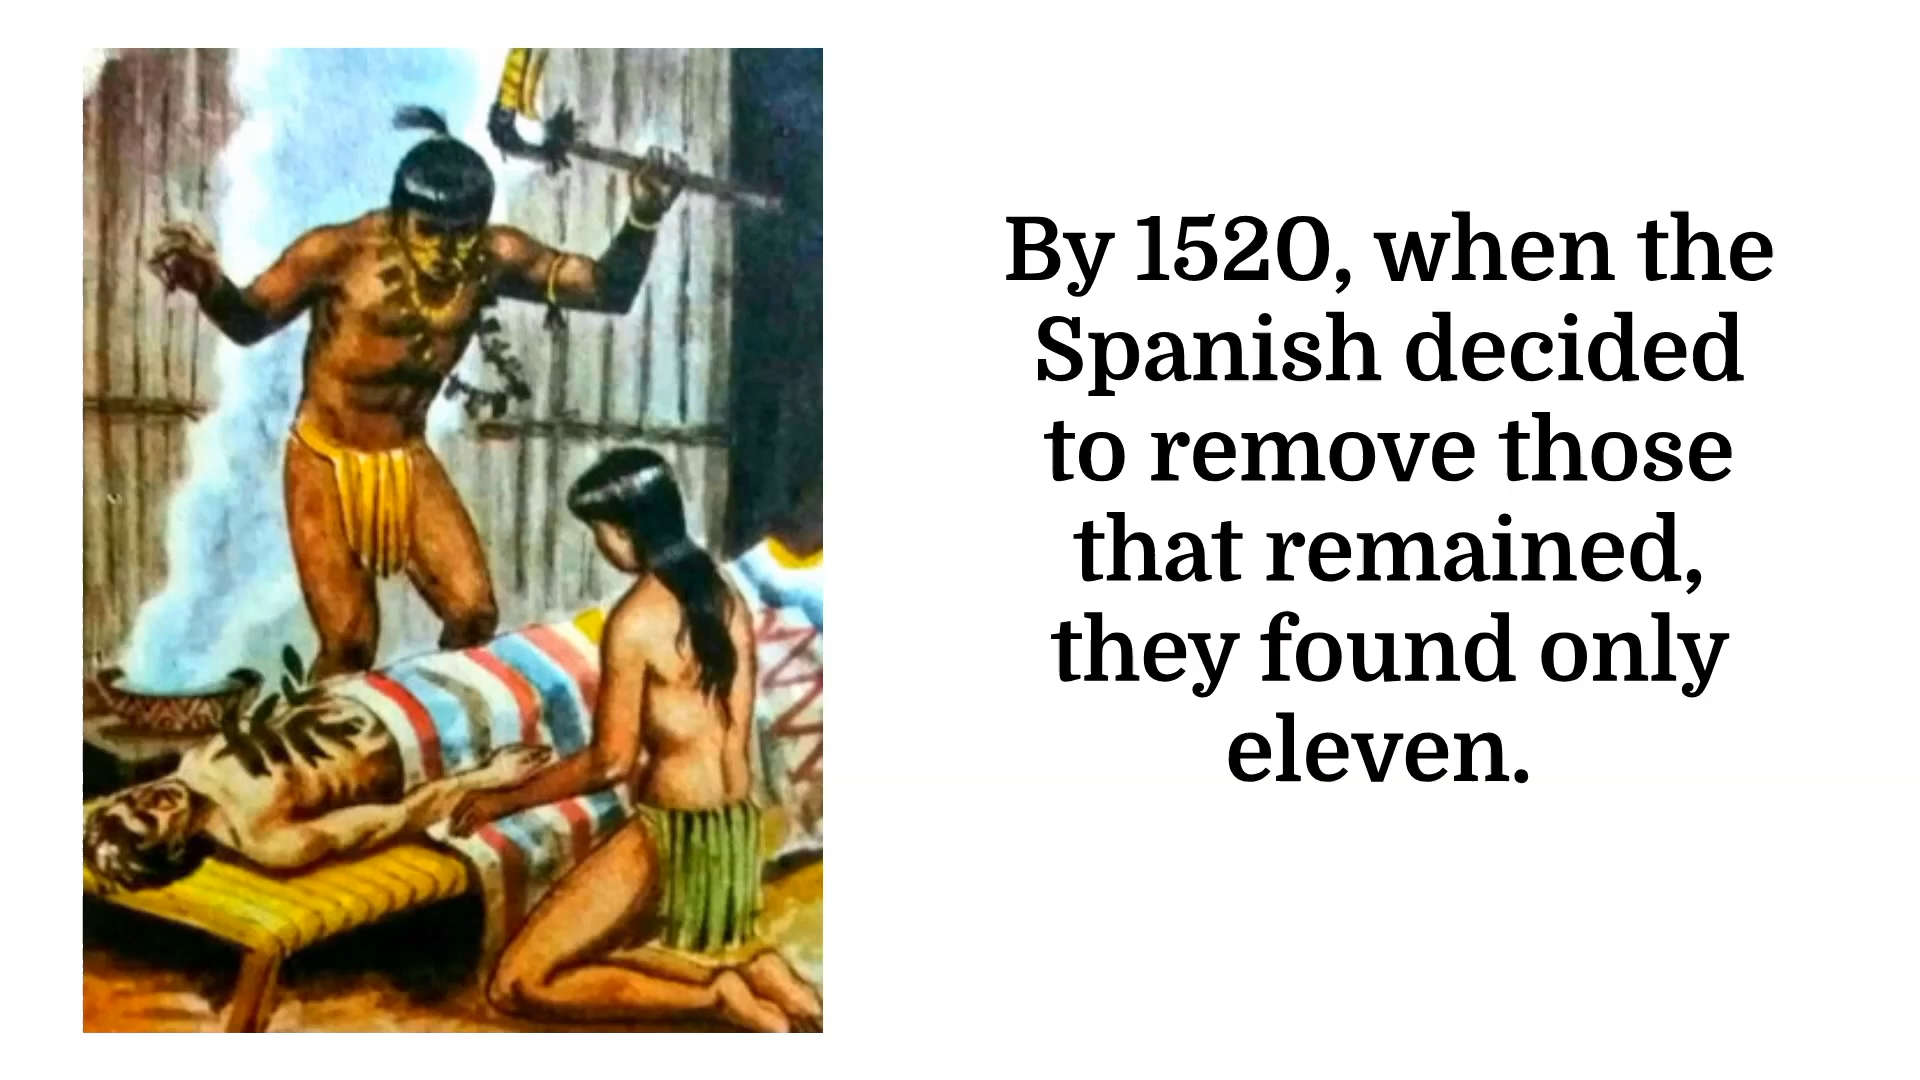 By 1520, when the
Spanish decided
to remove those
that remained,
they found only
eleven.